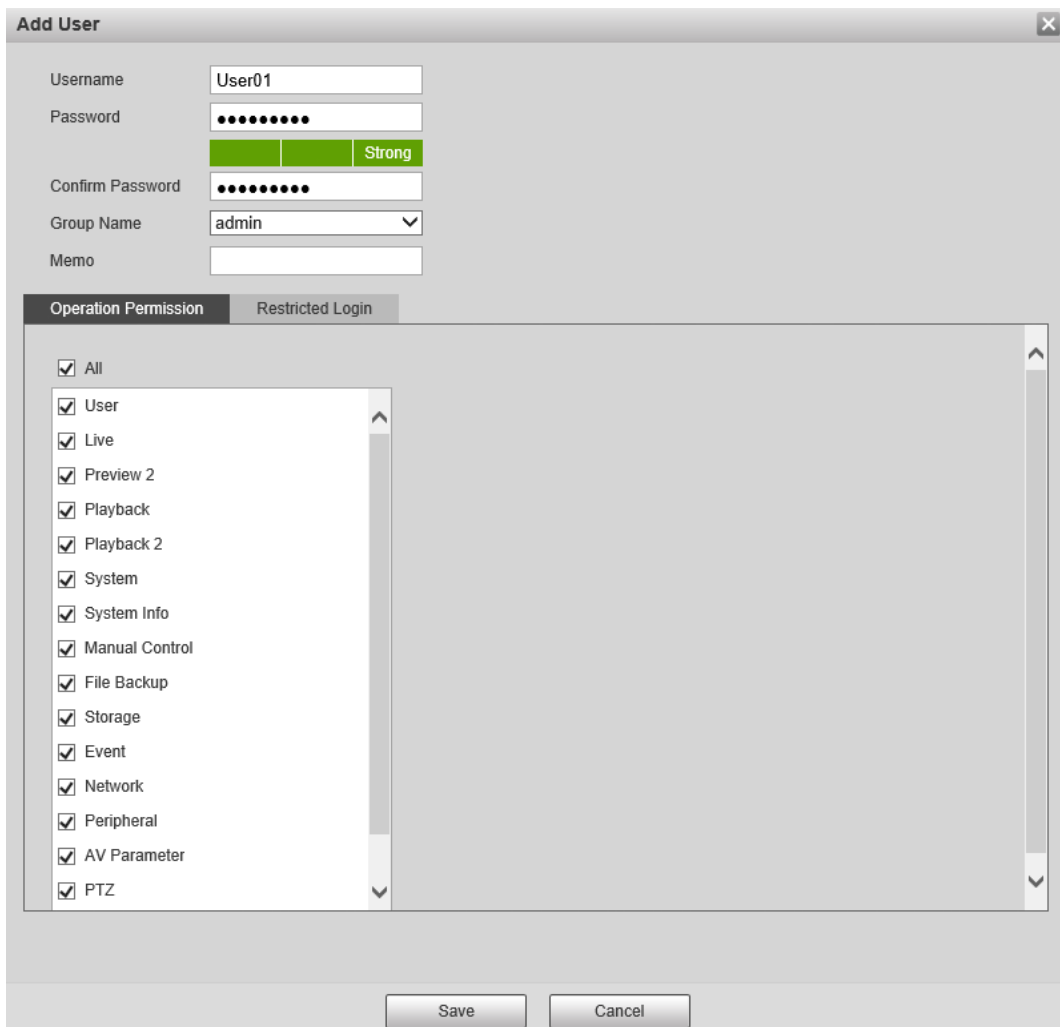 Add User
Username User01
Password •••••••••
Strong
Confirm Password •••••••••
Group Name admin
Memo
Operation Permission Restricted Login
All
User
Live
Preview 2
Playback
Playback 2
System
System Info
Manual Control
File Backup
Storage
Event
Network
Peripheral
AV Parameter
PTZ
Save Cancel